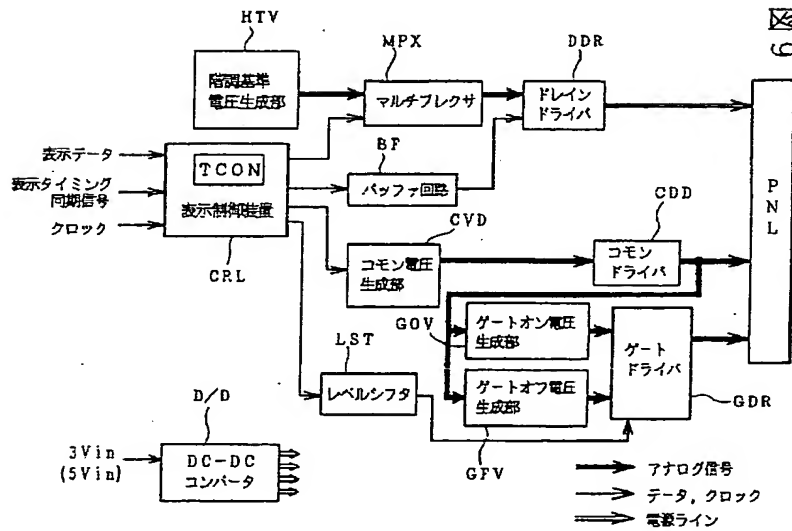 図
6
HTV
階調基準
電圧生成部
MPX
マルチプレクサ
DDR
ドレイン
ドライバ
PNL
表示データ
表示タイミング
同期信号
クロック
TCON
表示制御装置
CRL
BF
バッファ回路
CVD
コモン電圧
生成部
CDD
コモン
ドライバ
GOV
ゲートオン電圧
生成部
ゲートオフ電圧
生成部
GFV
ゲート
ドライバ
GDR
LST
レベルシフタ
D/D
3Vin
(5Vin)
DC-DC
コンバータ
アナログ信号
データ,クロック
電源ライン